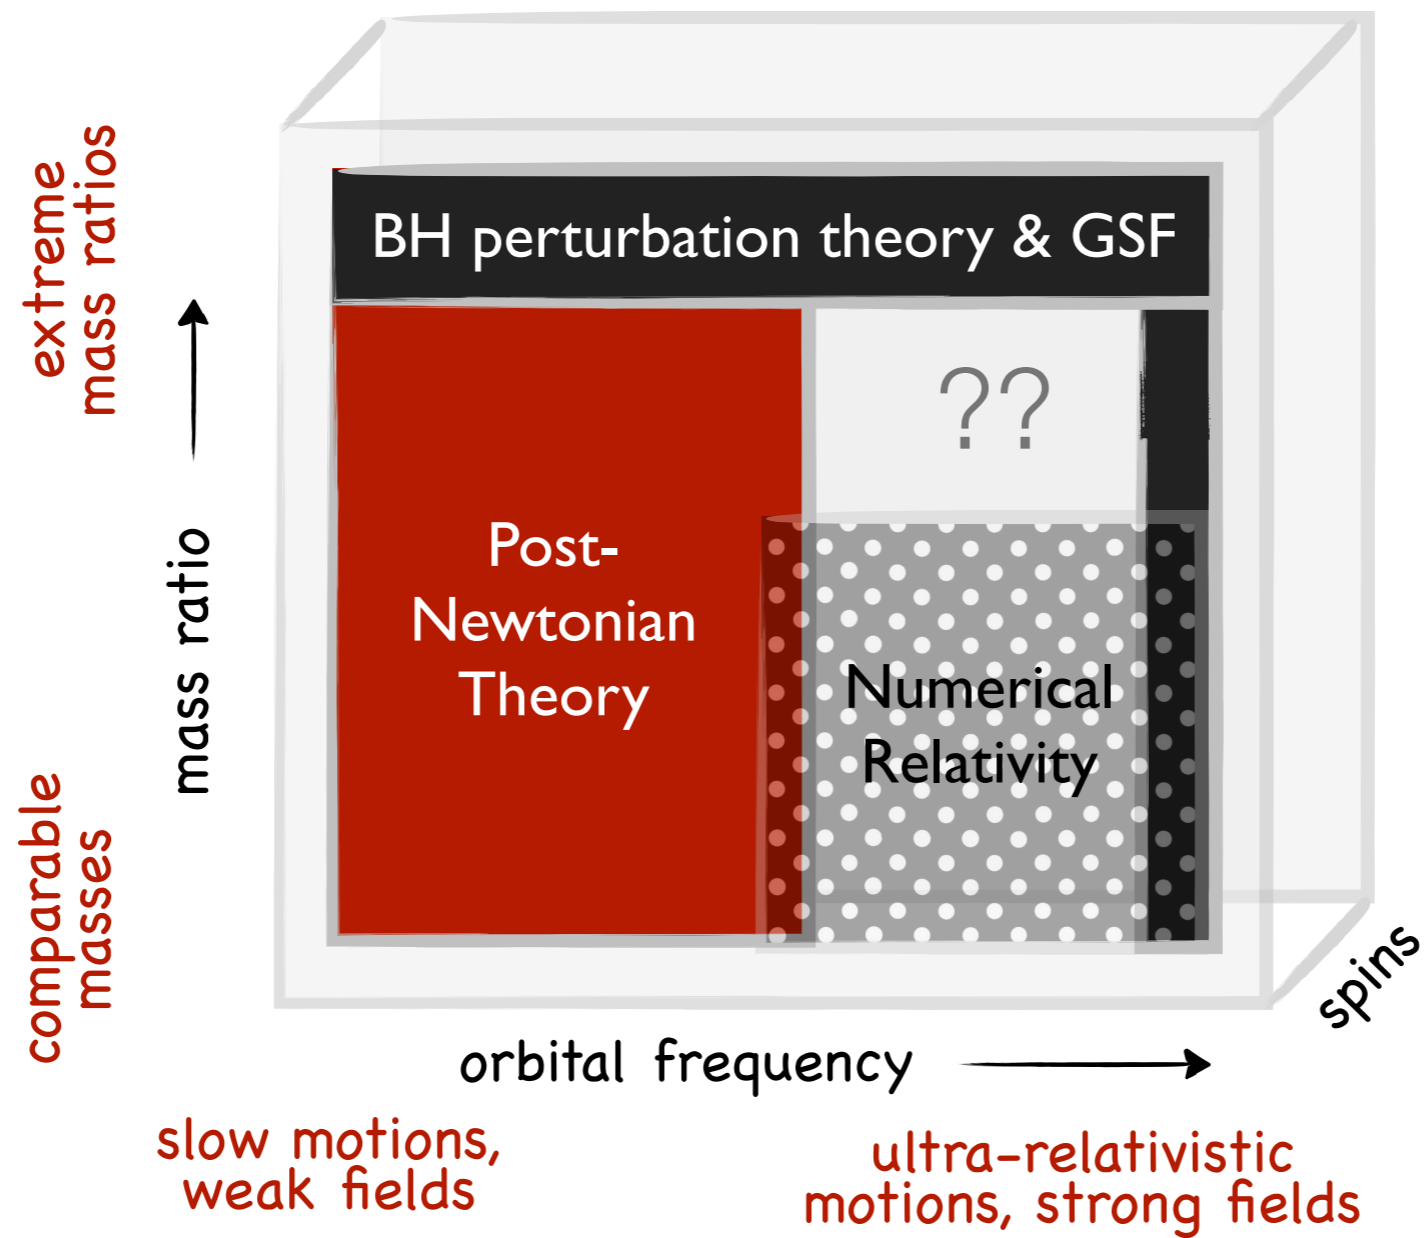 extreme
mass ratios
BH perturbation theory & GSF
??
Post-
Newtonian
Theory
mass ratio
Numerical
Relativity
comparable
masses
spins
orbital frequency
slow motions,
weak fields
ultra-relativistic
motions, strong fields